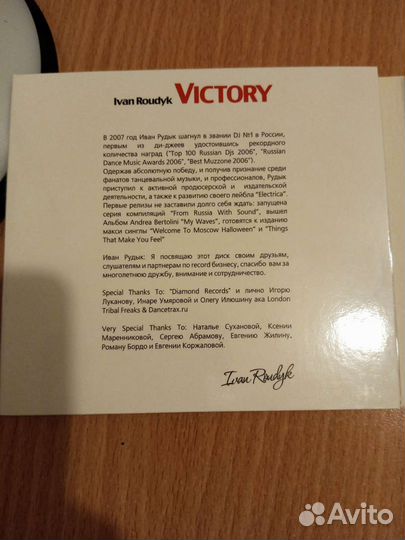 Ivan Roudyk VICTORY
В 2007 год Иван Рудык шагнул в звании DJ №1 в России,
первым из ди-джеев удостоившись рекордного
количества наград ("Top 100 Russian Djs 2006", "Russian
Dance Music Awards 2006", "Best Muzzone 2006").
Одержав абсолютную победу, и получив признание среди
фанатов танцевальной музыки, и профессионалов, Рудык
приступил к активной продюсерской и издательской
деятельности, а также к развитию своего лейбла "Electrica".
Первые релизы не заставили долго себя ждать: запущена
серия компиляций "From Russia With Sound", вышел
Альбом Andrea Bertolini "My Waves", готовятся к изданию
макси синглы "Welcome To Moscow Halloween" и "Things
That Make You Feel"
Иван Рудык: Я посвящаю этот диск своим друзьям,
слушателям и партнерам по record бизнесу, спасибо вам за
многолетнюю дружбу, внимание и сотрудничество.
Special Thanks To: "Diamond Records" и лично Игорю
Луканову, Инаре Умяровой и Олегу Илюшину aka London
Tribal Freaks & Dancetrax.ru
Very Special Thanks To: Наталье Сухановой, Ксении
Маренниковой, Сергею Абрамову, Евгению Жилину,
Роману Бордо и Евгении Коржаловой.
Ivan Roudyk
Avito